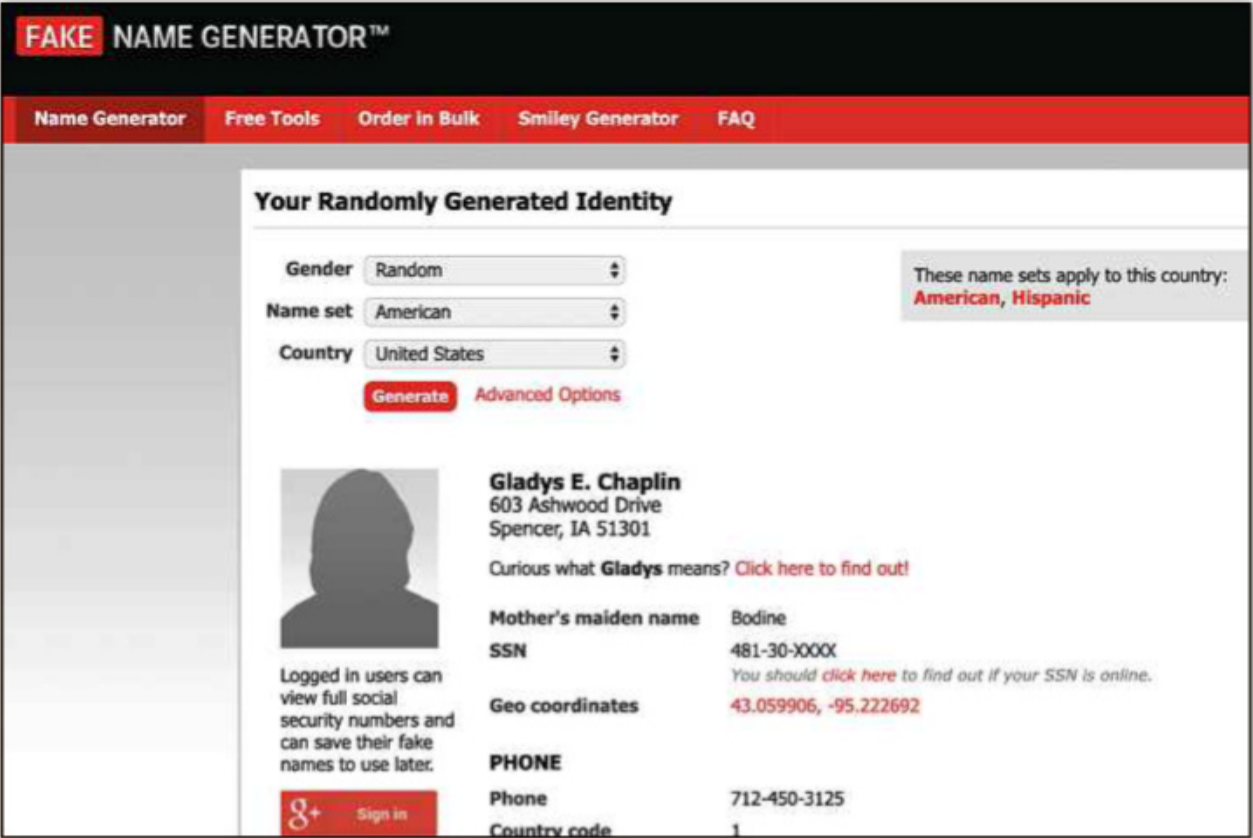 FAKE NAME GENERATOR™
Name Generator Free Tools Order in Bulk Smiley Generator FAQ
Your Randomly Generated Identity
Gender Random
Name set American
Country United States
Generate Advanced Options
These name sets apply to this country:
American, Hispanic
Gladys E. Chaplin
603 Ashwood Drive
Spencer, IA 51301
Curious what Gladys means? Click here to find out!
Mother's maiden name Bodine
SSN 481-30-XXXX
You should click here to find out if your SSN is online.
Geo coordinates 43.059906, -95.222692
PHONE
Phone 712-450-3125
Country code 1
Logged in users can
view full social
security numbers and
can save their fake
names to use later.
g+ Sign in